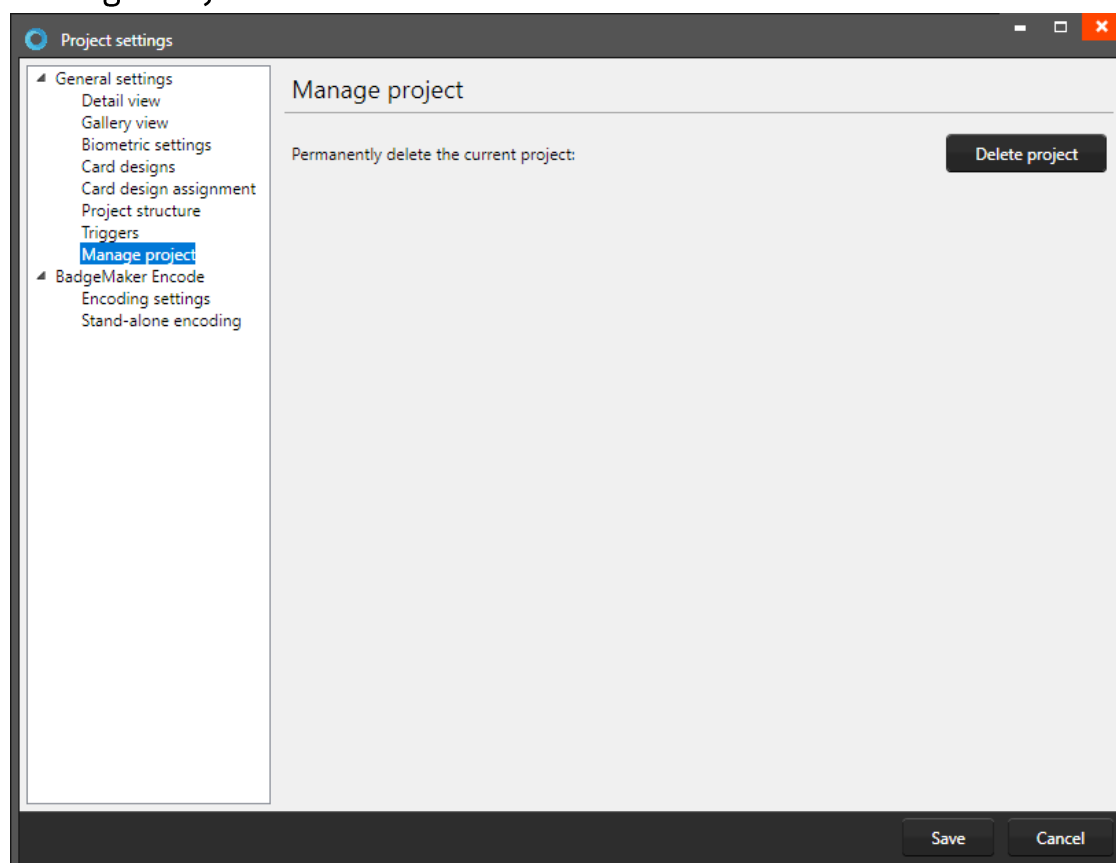 Project settings
General settings
Detail view
Gallery view
Biometric settings
Card designs
Card design assignment
Project structure
Triggers
Manage project
BadgeMaker Encode
Encoding settings
Stand-alone encoding
Manage project
Permanently delete the current project:
Delete project
Save
Cancel